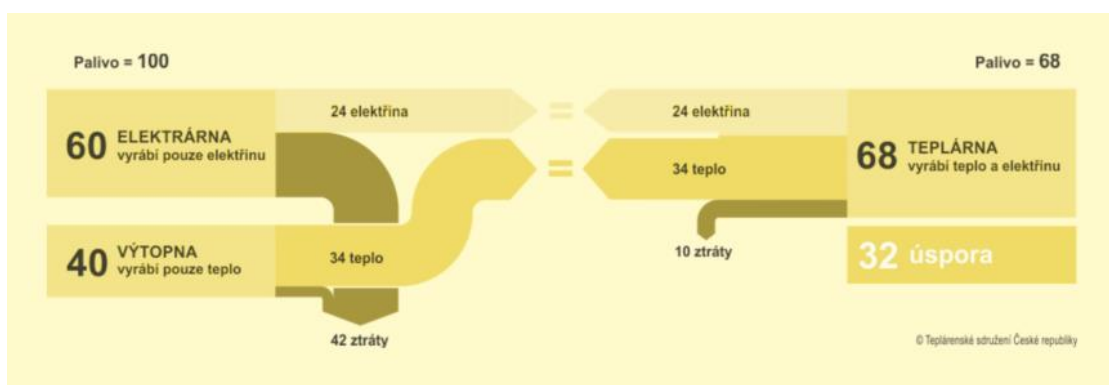 Palivo = 100
Palivo = 68
60 ELEKTRÁRNA
vyrábí pouze elektřinu
24 elektřina
=
24 elektřina
68 TEPLÁRNA
vyrábí teplo a elektřinu
=
34 teplo
40 VÝTOPNA
vyrábí pouze teplo
34 teplo
10 ztráty
32 úspora
42 ztráty
© Teplárenské sdružení České republiky